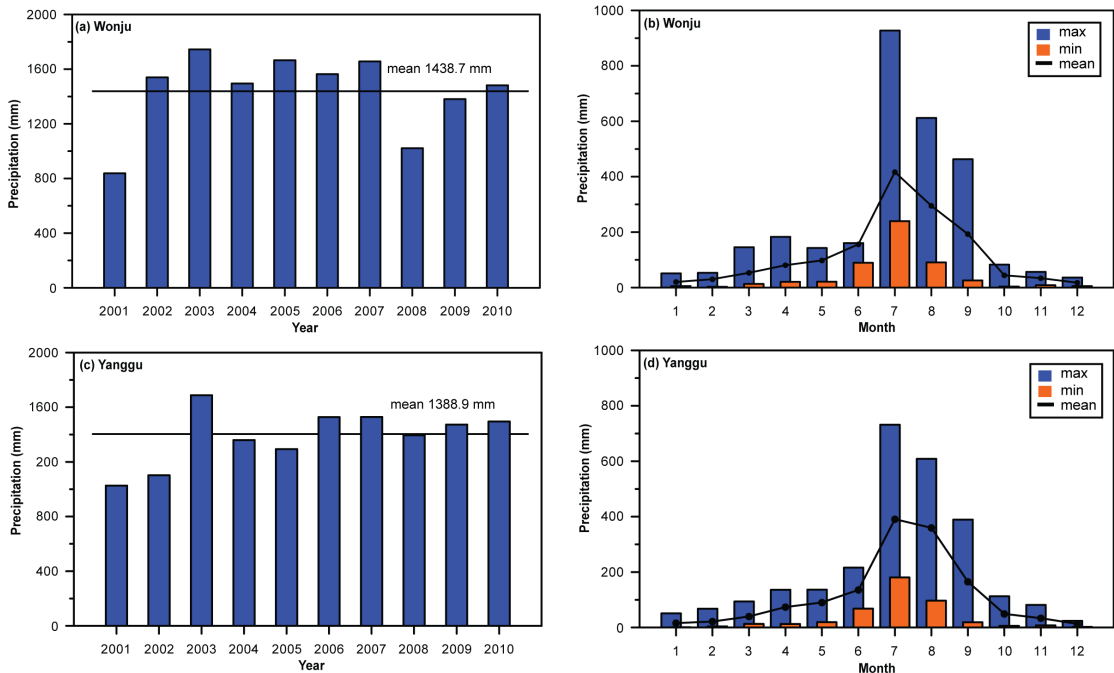 (a) Wonju
mean 1438.7 mm
2000
1600
1200
800
400
0
Precipitation (mm)
2001 2002 2003 2004 2005 2006 2007 2008 2009 2010
Year
(b) Wonju
max
min
mean
1000
800
600
400
200
0
Precipitation (mm)
1 2 3 4 5 6 7 8 9 10 11 12
Month
(c) Yanggu
mean 1388.9 mm
2000
1600
200
800
400
0
Precipitation (mm)
2001 2002 2003 2004 2005 2006 2007 2008 2009 2010
Year
(d) Yanggu
max
min
mean
1000
800
600
400
200
0
Precipitation (mm)
1 2 3 4 5 6 7 8 9 10 11 12
Month